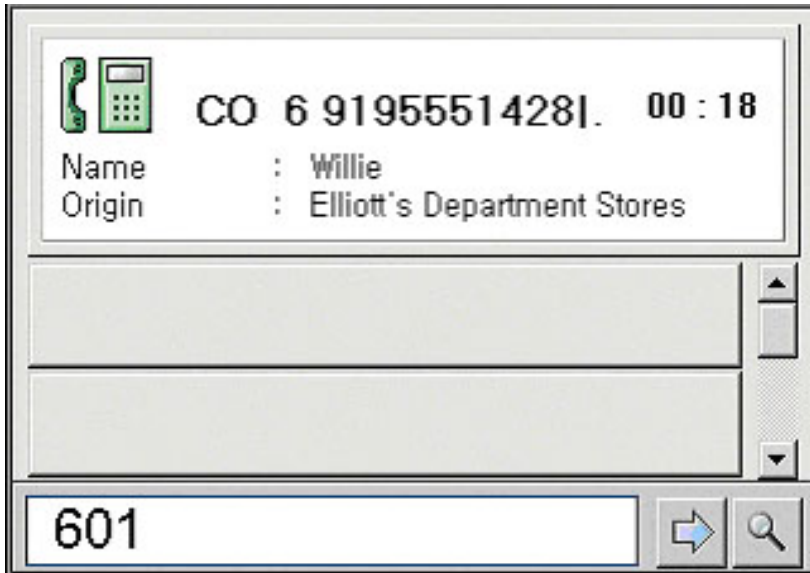 CO 6 9195551428|. 00 : 18
Name : Willie
Origin : Elliott's Department Stores
601